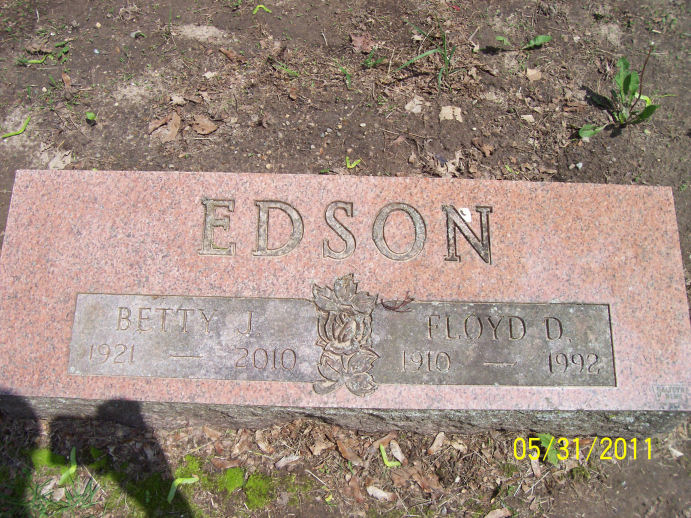 EDSON
BETTY J.
1921 — 2010
FLOYD D.
1910 — 1992
05/31/2011